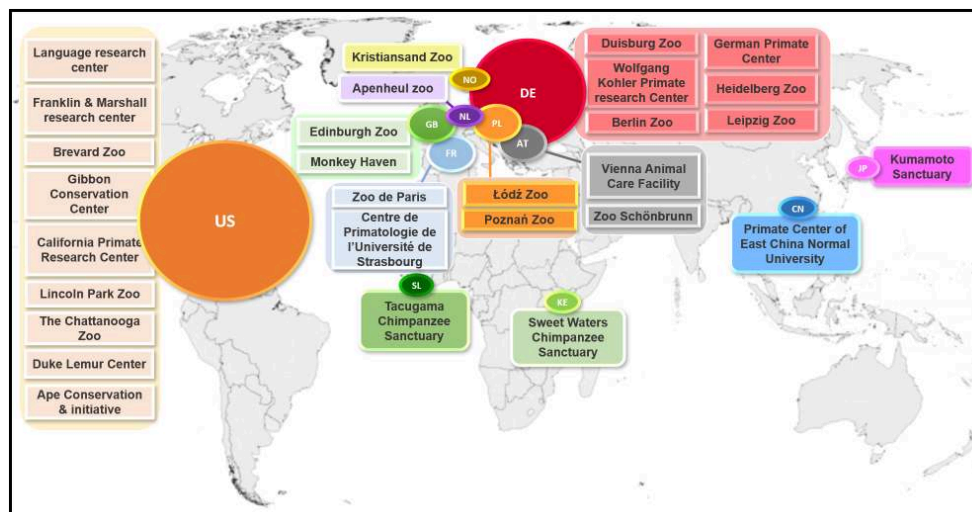 Language research
center
Franklin & Marshall
research center
Brevard Zoo
Gibbon
Conservation
Center
California Primate
Research Center
Lincoln Park Zoo
The Chattanooga
Zoo
Duke Lemur Center
Ape Conservation
& initiative
US
Kristiansand Zoo
NO
Apenheul zoo
NL
Edinburgh Zoo
Monkey Haven
GB
FR
Zoo de Paris
Centre de
Primatologie de
l'Université de
Strasbourg
PL
Łódź Zoo
Poznań Zoo
DE
Duisburg Zoo
Wolfgang
Kohler Primate
research Center
Berlin Zoo
German Primate
Center
Heidelberg Zoo
Leipzig Zoo
AT
Vienna Animal
Care Facility
Zoo Schönbrunn
SL
Tacugama
Chimpanzee
Sanctuary
KE
Sweet Waters
Chimpanzee
Sanctuary
JP
Kumamoto
Sanctuary
CN
Primate Center of
East China Normal
University